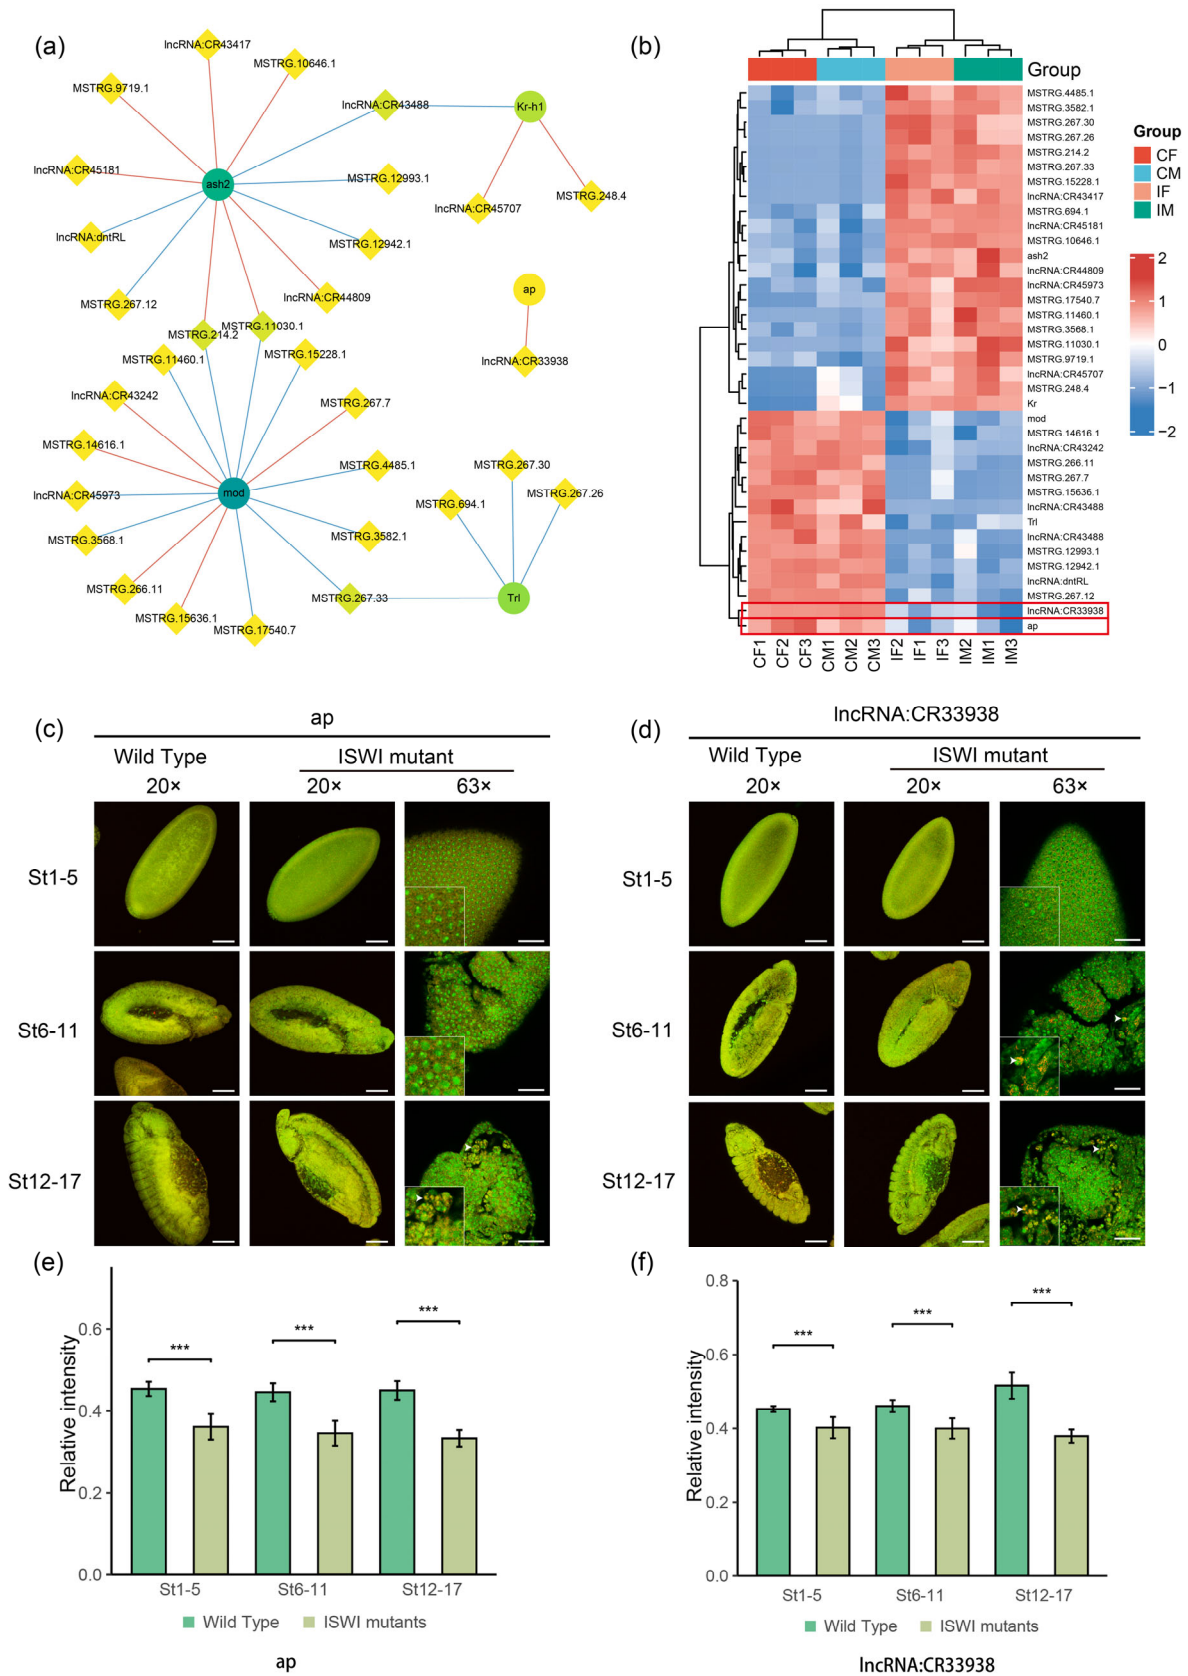 (a)
lncRNA:CR43417
MSTRG.10646.1
MSTRG.9719.1
lncRNA:CR43488
Kr-h1
lncRNA:CR45181
ash2
MSTRG.12993.1
MSTRG.248.4
lncRNA:CR45707
lncRNA:dntRL
MSTRG.12942.1
ap
MSTRG.267.12
lncRNA:CR44809
MSTRG.214.2
MSTRG.11030.1
MSTRG.11460.1
MSTRG.15228.1
lncRNA:CR33938
lncRNA:CR43242
MSTRG.267.7
MSTRG.14616.1
MSTRG.4485.1
MSTRG.267.30
lncRNA:CR45973
mod
MSTRG.694.1
MSTRG.267.26
MSTRG.3568.1
MSTRG.3582.1
MSTRG.266.11
MSTRG.267.33
Trl
MSTRG.15636.1
MSTRG.17540.7
(b)
Group
MSTRG.4485.1
MSTRG.3582.1
MSTRG.267.30
MSTRG.267.26
MSTRG.214.2
MSTRG.207.33
MSTRG.15228.1
lncRNA:CR43417
MSTRG.694.1
lncRNA:CR45181
MSTRG.10646.1
ash2
lncRNA:CR44809
lncRNA:CR45973
MSTRG.17540.7
MSTRG.11460.1
MSTRG.3568.1
MSTRG.11030.1
MSTRG.9719.1
lncRNA:CR45707
MSTRG.248.4
Kr
mod
MSTRG.14616.1
lncRNA:CR43242
MSTRG.266.11
MSTRG.267.7
MSTRG.15636.1
lncRNA:CR43488
Trl
lncRNA:CR43488
MSTRG.12993.1
MSTRG.12942.1
lncRNA:dntRL
MSTRG.267.12
lncRNA:CR33938
ap
CF1 CF2 CF3 CM1 CM2 CM3 IF2 IF1 IF3 IM2 IM1 IM3
Group
CF
CM
IF
IM
2
1
0
−1
−2
(c)
ap
Wild Type
ISWI mutant
20×
20×
63×
St1-5
St6-11
St12-17
(d)
lncRNA:CR33938
Wild Type
ISWI mutant
20×
20×
63×
St1-5
St6-11
St12-17
(e)
Relative intensity
0.6
0.4
0.2
0.0
***
***
***
St1-5
St6-11
St12-17
Wild Type
ISWI mutants
ap
(f)
Relative intensity
0.8
0.6
0.4
0.2
0.0
***
***
***
St1-5
St6-11
St12-17
Wild Type
ISWI mutants
lncRNA:CR33938